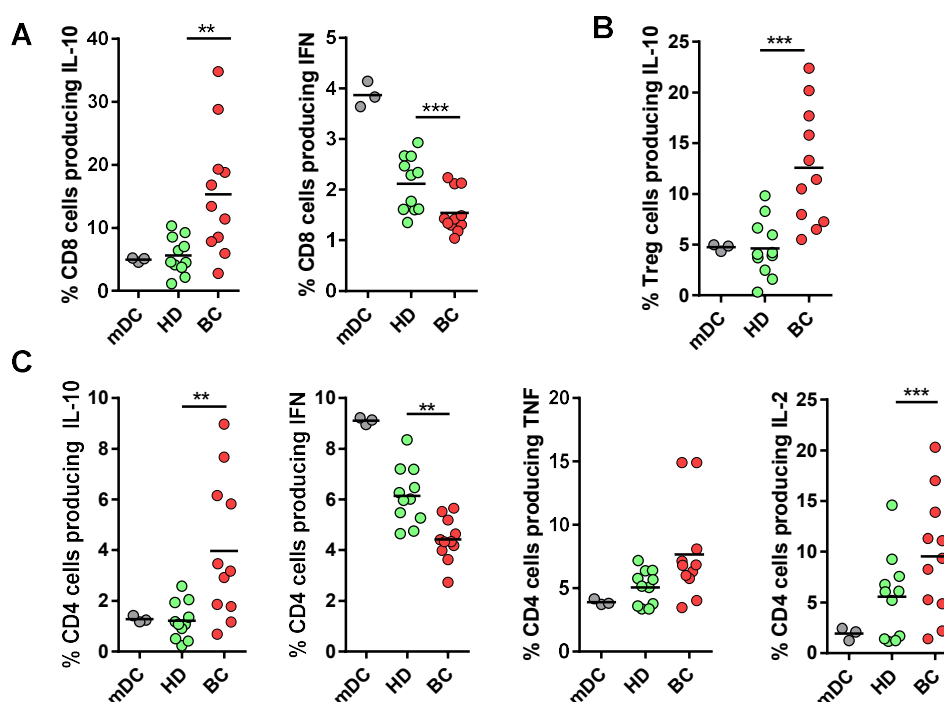 A
% CD8 cells producing IL-10
40
30
20
10
0
**
mDC
HD
BC
% CD8 cells producing IFN
5
4
3
2
1
0
***
mDC
HD
BC
B
% Treg cells producing IL-10
25
20
15
10
5
0
***
mDC
HD
BC
C
% CD4 cells producing IL-10
10
8
6
4
2
0
**
mDC
HD
BC
% CD4 cells producing IFN
10
8
6
4
2
0
**
mDC
HD
BC
% CD4 cells producing TNF
20
15
10
5
0
mDC
HD
BC
% CD4 cells producing IL-2
25
20
15
10
5
0
***
mDC
HD
BC